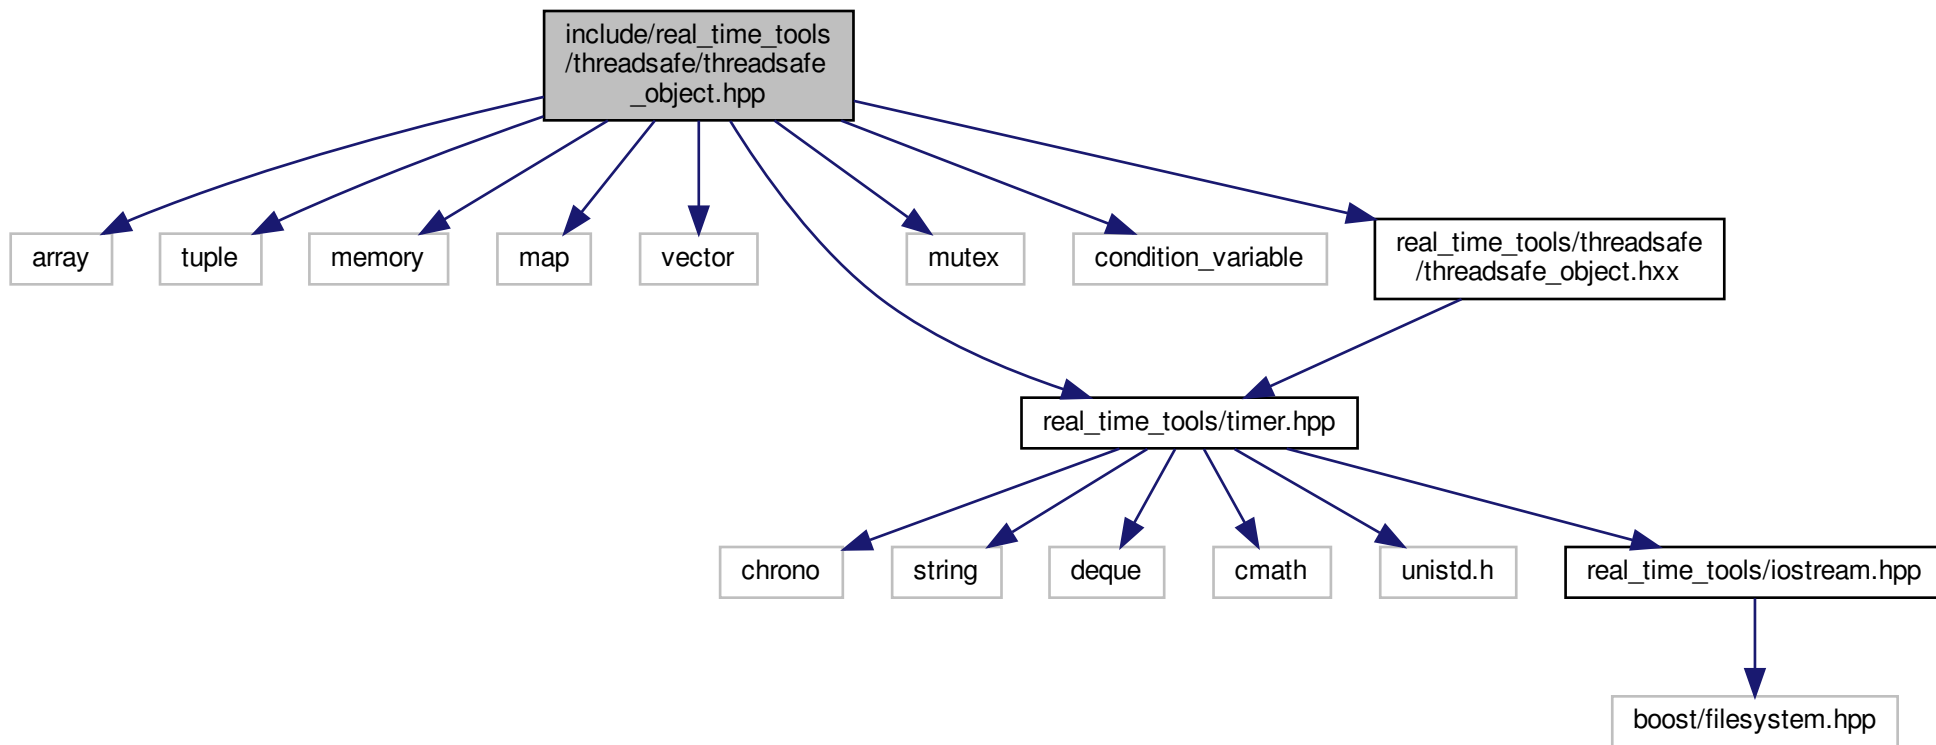 include/real_time_tools
/threadsafe/threadsafe
_object.hpp
array
tuple
memory
map
vector
mutex
condition_variable
real_time_tools/threadsafe
/threadsafe_object.hxx
real_time_tools/timer.hpp
chrono
string
deque
cmath
unistd.h
real_time_tools/iostream.hpp
boost/filesystem.hpp